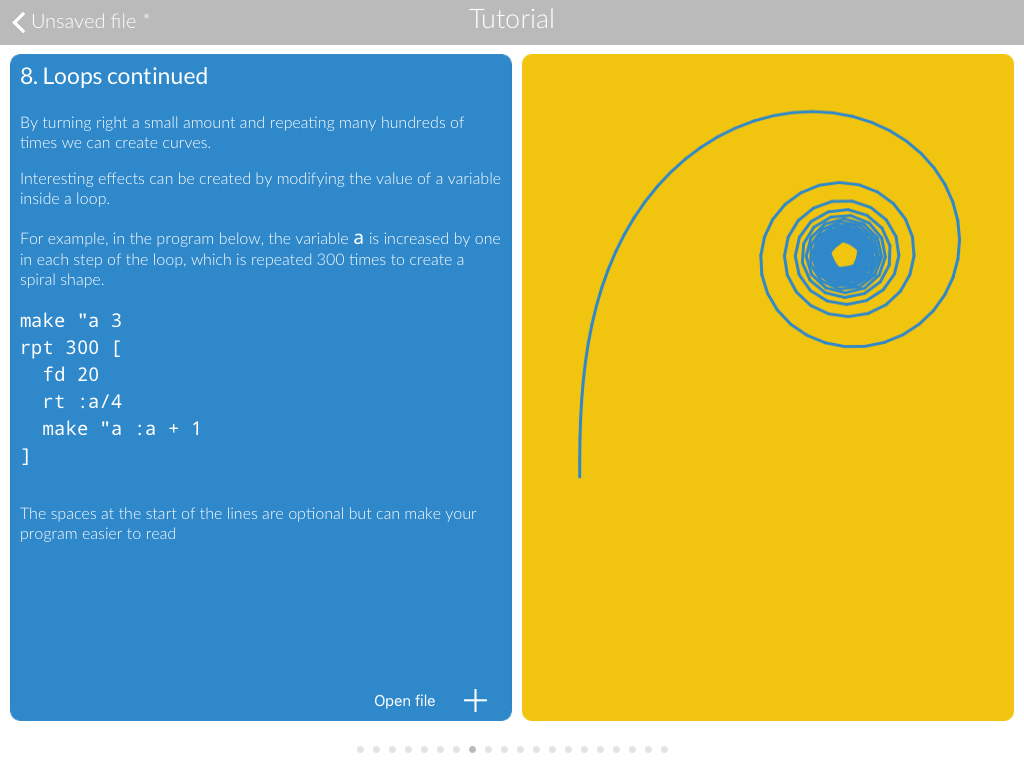 Unsaved file *
Tutorial
8. Loops continued
By turning right a small amount and repeating many hundreds of
times we can create curves.
Interesting effects can be created by modifying the value of a variable
inside a loop.
For example, in the program below, the variable a is increased by one
in each step of the loop, which is repeated 300 times to create a
spiral shape.
make "a 3
rpt 300 [
  fd 20
  rt :a/4
  make "a :a + 1
]
The spaces at the start of the lines are optional but can make your
program easier to read
Open file